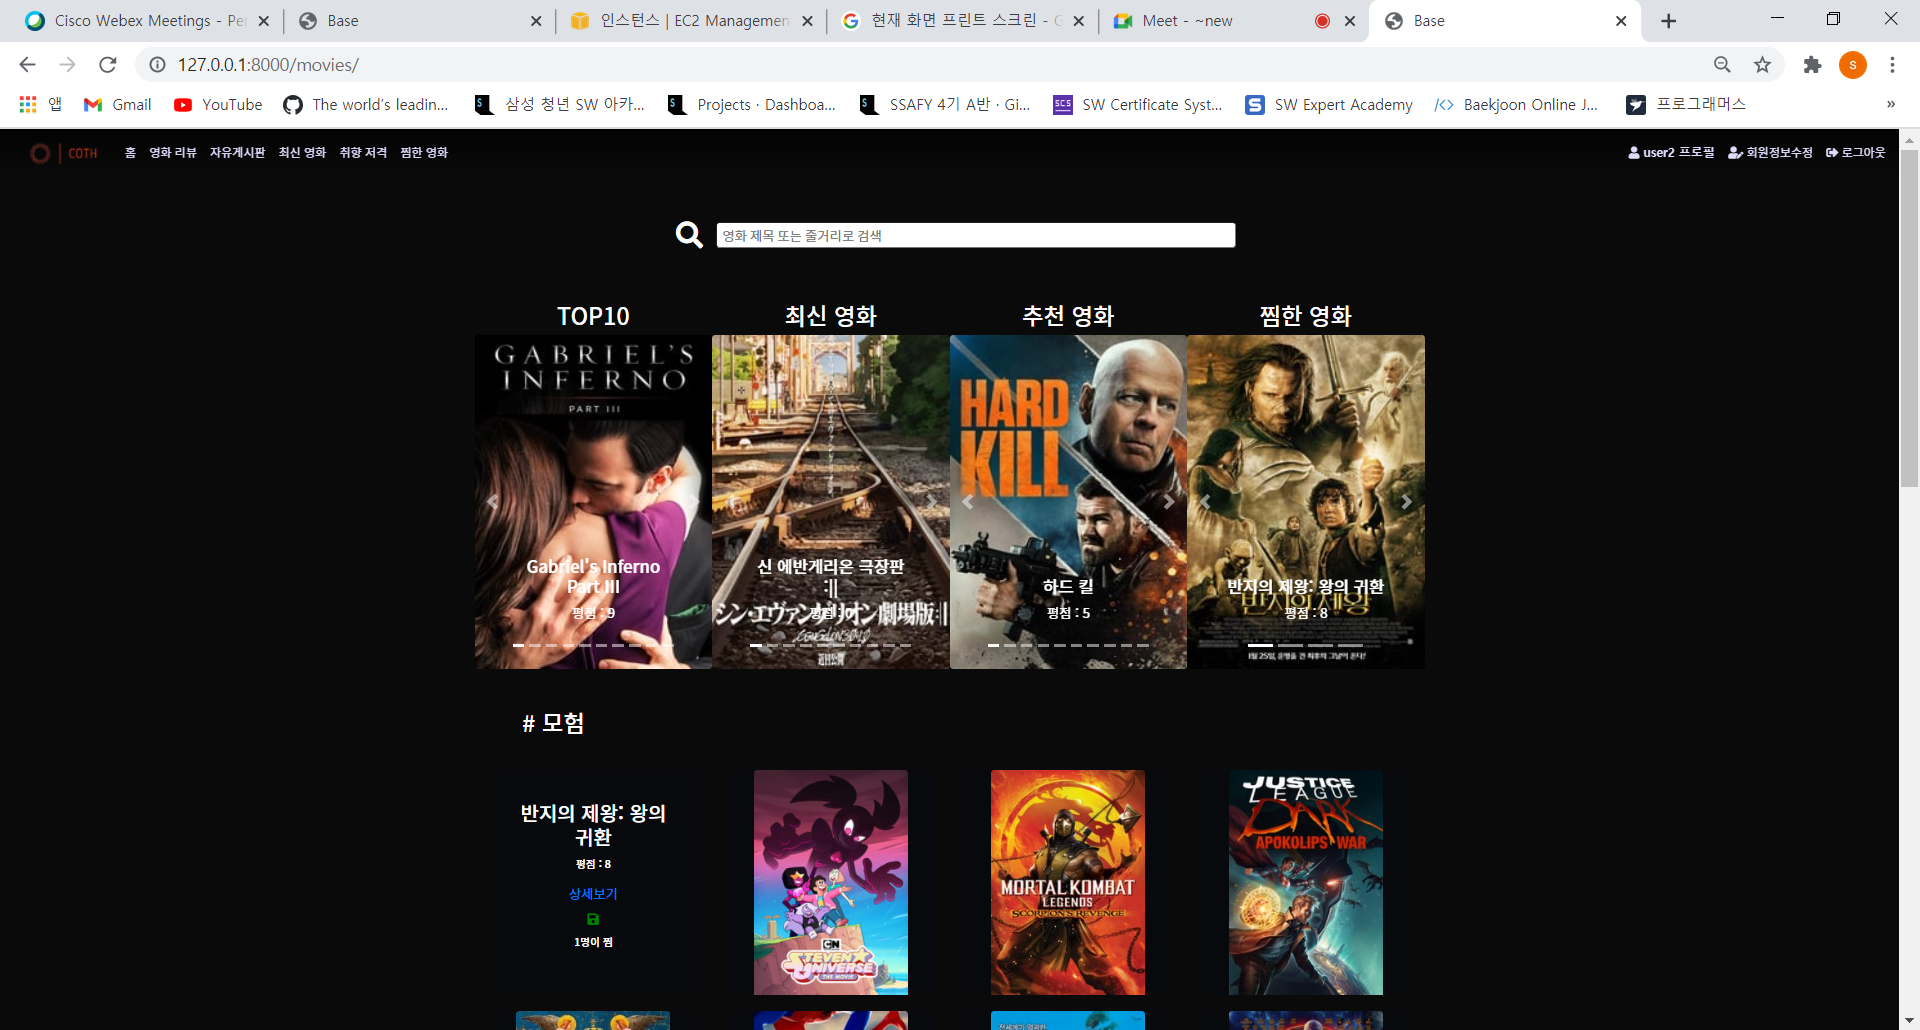 Cisco Webex Meetings - Per
Base
인스턴스 | EC2 Managemen
현재 화면 프린트 스크린 - G
Meet - ~new
Base
127.0.0.1:8000/movies/
S
앱
Gmail
YouTube
The world's leadin...
삼성 청년 SW 아카...
Projects · Dashboa...
SSAFY 4기 A반 · Gi...
SCS
SW Certificate Syst...
SW Expert Academy
Baekjoon Online J...
프로그래머스
»
COTH
홈
영화 리뷰
자유게시판
최신 영화
취향 저격
찜한 영화
user2 프로필
회원정보수정
로그아웃
영화 제목 또는 줄거리로 검색
TOP10
최신 영화
추천 영화
찜한 영화
GABRIEL'S
INFERNO
PART III
Gabriel's Inferno
Part III
평점 : 9
신 에반게리온 극장판
:||
평점 : 0
シン・エヴァンゲリオン劇場版:||
HARD
KILL
하드 킬
평점 : 5
반지의 제왕: 왕의 귀환
반지의 제왕
평점 : 8
# 모험
반지의 제왕: 왕의
귀환
평점 : 8
상세보기
1명이 찜
CN
STEVEN
UNIVERSE
THE MOVIE
MORTAL KOMBAT
LEGENDS
SCORPION'S REVENGE
JUSTICE
LEAGUE
DARK
APOKOLIPS WAR